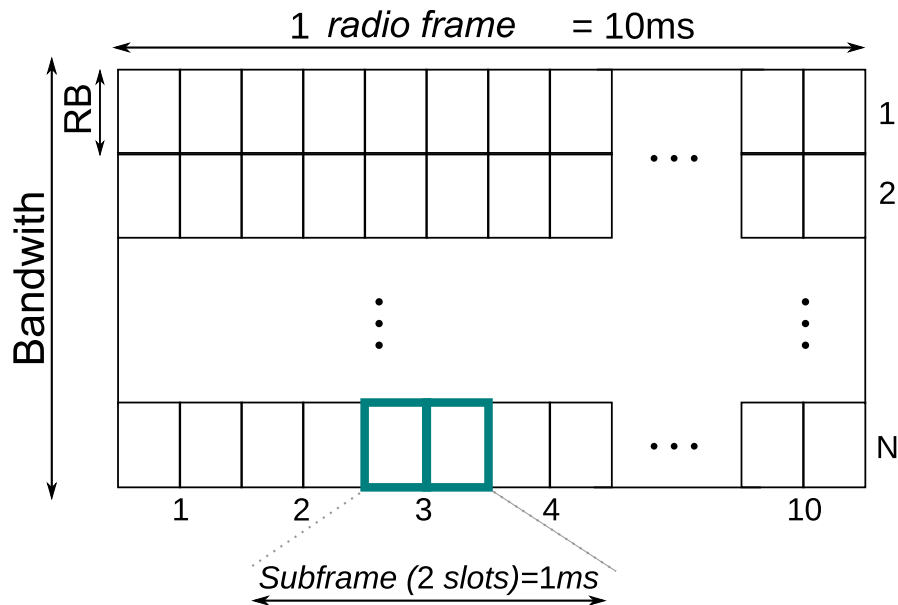 1 radio frame = 10ms
RB
1
2
Bandwith
N
1 2 3 4 10
Subframe (2 slots)=1ms